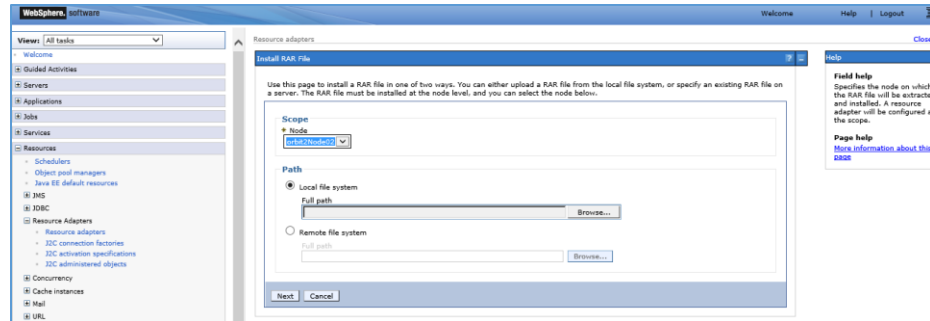 WebSphere. software
Welcome
Help | Logout
View: All tasks
Welcome
Guided Activities
Servers
Applications
Jobs
Services
Resources
Schedulers
Object pool managers
Java EE default resources
JMS
JDBC
Resource Adapters
Resource adapters
J2C connection factories
J2C activation specifications
J2C administered objects
Concurrency
Cache instances
Mail
URL
Resource adapters
Close
Install RAR File
Use this page to install a RAR file in one of two ways. You can either upload a RAR file from the local file system, or specify an existing RAR file on
a server. The RAR file must be installed at the node level, and you can select the node below.
Scope
* Node
orbit2Node02
Path
Local file system
Full path
Browse...
Remote file system
Full path
Browse...
Next Cancel
Help
Field help
Specifies the node on which
the RAR file will be extracte
and installed. A resource
adapter will be configured a
the scope.
Page help
More information about this
page